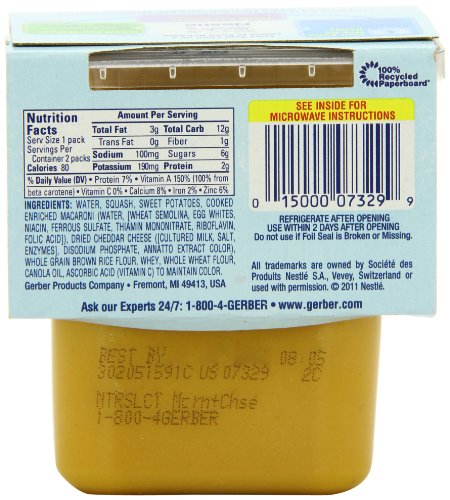 100%
Recycled
Paperboard
Nutrition
Facts
Serv Size 1 pack
Servings Per
Container 2 packs
Calories 80
Amount Per Serving
Total Fat 3g Total Carb 12g
Trans Fat 0g Fiber 1g
Sodium 100mg Sugars 6g
Potassium 190mg Protein 2g
% Daily Value (DV) • Protein 7% • Vitamin A 150% (100% from
beta carotene) • Vitamin C 0% • Calcium 8% • Iron 2% • Zinc 6%
INGREDIENTS: WATER, SQUASH, SWEET POTATOES, COOKED
ENRICHED MACARONI (WATER, [WHEAT SEMOLINA, EGG WHITES,
NIACIN, FERROUS SULFATE, THIAMIN MONONITRATE, RIBOFLAVIN,
FOLIC ACID]), DRIED CHEDDAR CHEESE ([CULTURED MILK, SALT,
ENZYMES], DISODIUM PHOSPHATE, ANNATTO EXTRACT COLOR),
WHOLE GRAIN BROWN RICE FLOUR, WHEY, WHOLE WHEAT FLOUR,
CANOLA OIL, ASCORBIC ACID (VITAMIN C) TO MAINTAIN COLOR.
Gerber Products Company • Fremont, MI 49413, USA
SEE INSIDE FOR
MICROWAVE INSTRUCTIONS
0 15000 07329 9
REFRIGERATE AFTER OPENING
USE WITHIN 2 DAYS AFTER OPENING
Do not use if Foil Seal is Broken or Missing.
All trademarks are owned by Société des
Produits Nestlé S.A., Vevey, Switzerland or
used with permission. © 2011 Nestlé.
Ask our Experts 24/7: 1-800-4-GERBER • www.gerber.com
BEST BY 08:05
302051591C US 07329 2C
NTRSLCT Mcrn+Chse
1-800-4GERBER